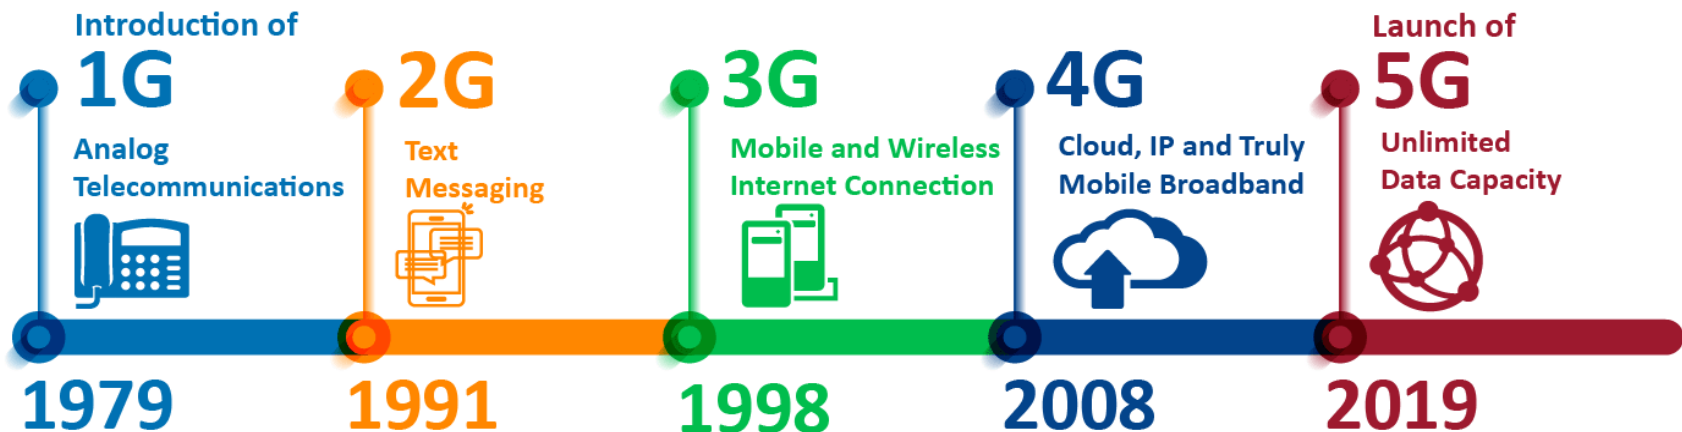 Introduction of
1G
Analog
Telecommunications
1979
2G
Text
Messaging
1991
3G
Mobile and Wireless
Internet Connection
1998
4G
Cloud, IP and Truly
Mobile Broadband
2008
Launch of
5G
Unlimited
Data Capacity
2019